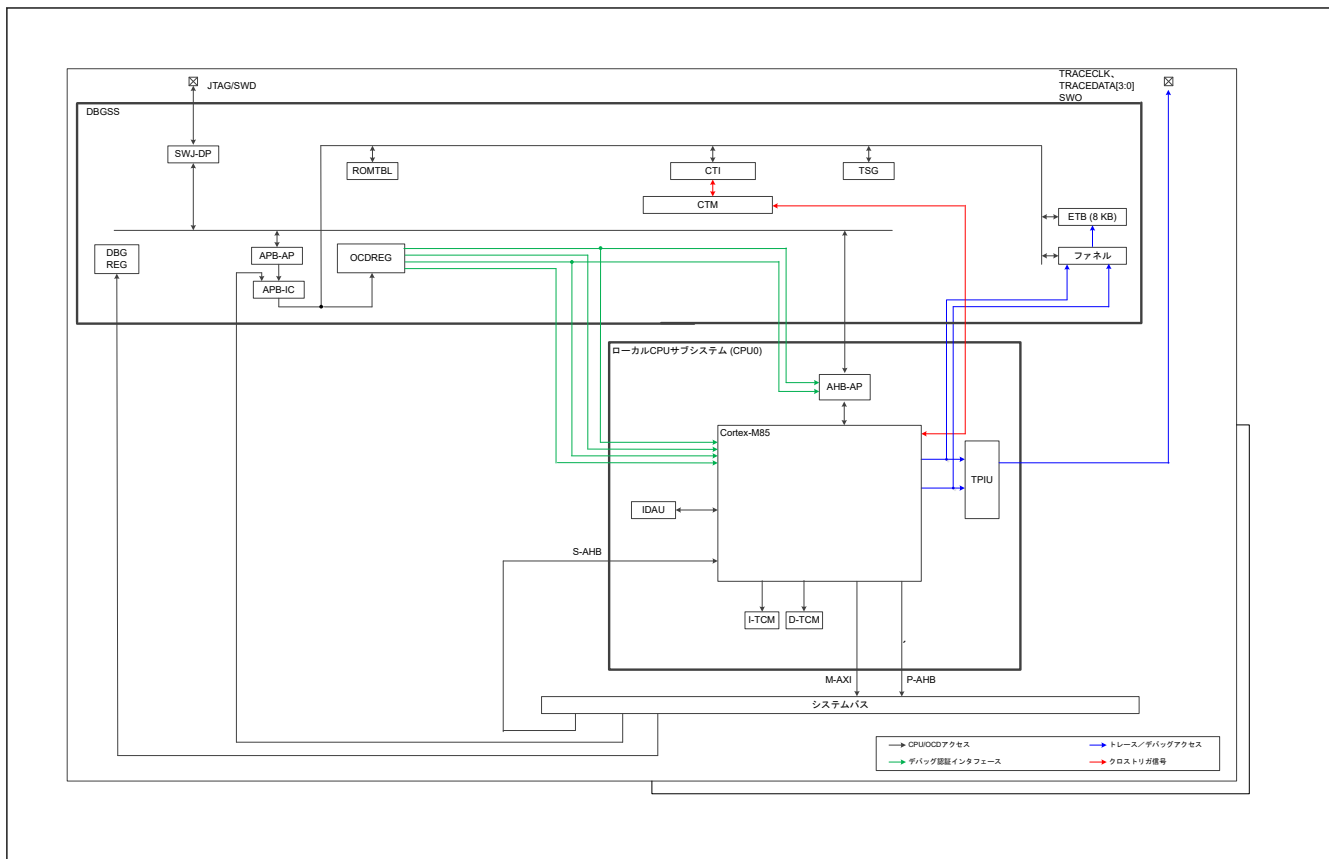 JTAG/SWD
TRACECLK、
TRACEDATA[3:0]
SWO
DBGSS
SWJ-DP
ROMTBL
CTI
TSG
CTM
ETB (8 KB)
DBG
REG
APB-AP
OCDREG
ファネル
APB-IC
ローカルCPUサブシステム (CPU0)
AHB-AP
Cortex-M85
TPIU
IDAU
S-AHB
I-TCM
D-TCM
M-AXI
P-AHB
システムバス
CPU/OCDアクセス
トレース／デバッグアクセス
デバッグ認証インタフェース
クロストリガ信号